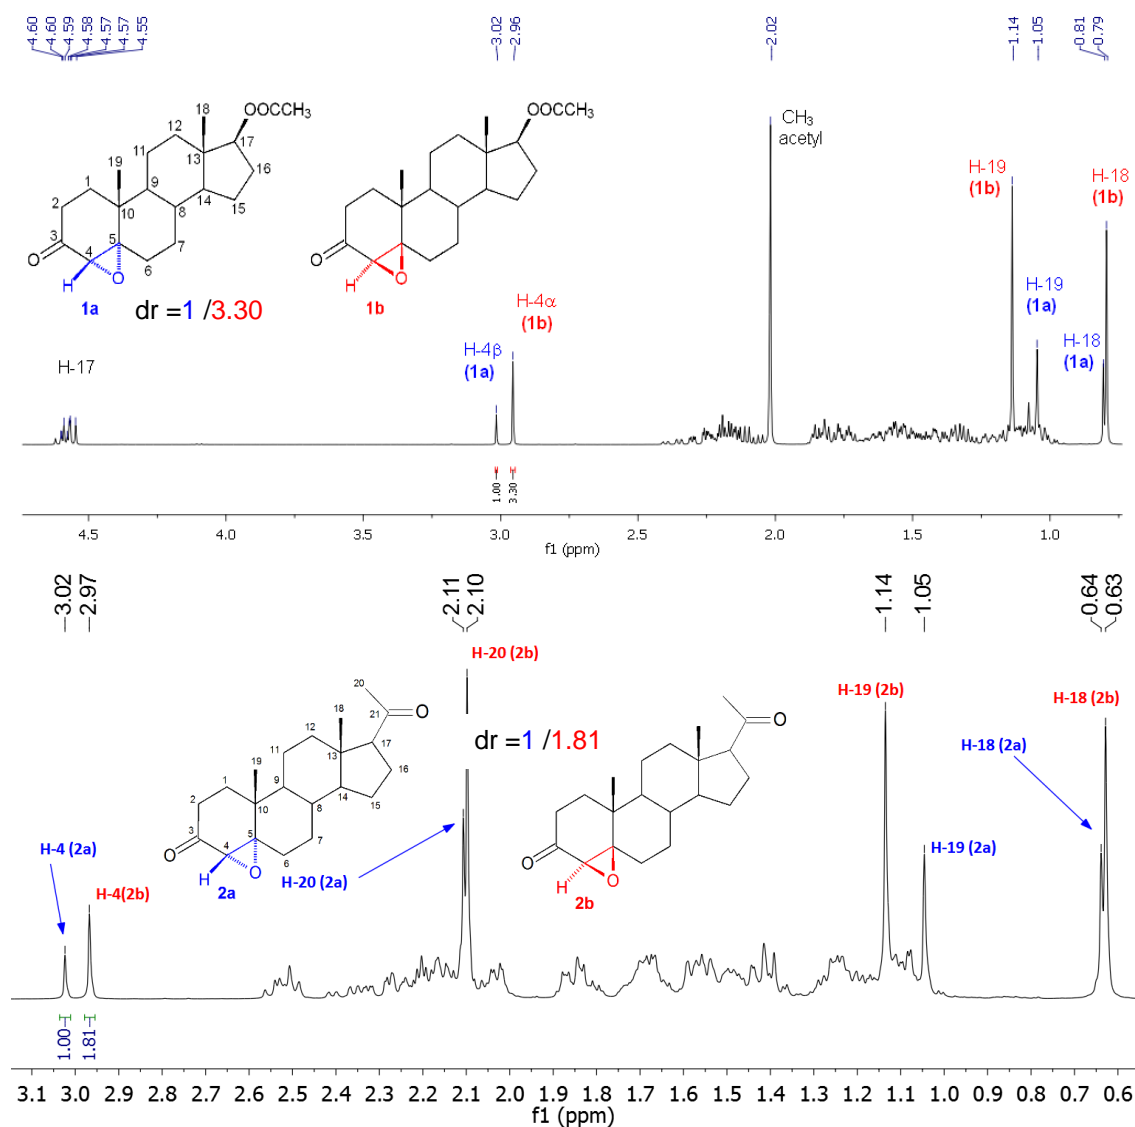 4.60
4.60
4.59
4.58
4.57
4.57
4.55
3.02
2.96
2.02
1.14
1.05
0.81
0.79
18
OOCCH3
12
17
11
13
16
19
1
9
14
15
2
10
8
3
5
7
4
6
O
H
O
1a
dr =1 /3.30
OOCCH3
O
H
O
1b
CH3
acetyl
H-19
(1b)
H-18
(1b)
H-19
(1a)
H-18
(1a)
H-4α
(1b)
H-4β
(1a)
H-17
1.00
3.30
4.5 4.0 3.5 3.0 2.5 2.0 1.5 1.0
f1 (ppm)
3.02
2.97
2.11
2.10
1.14
1.05
0.64
0.63
H-20 (2b)
20
21
O
18
12
17
11
13
16
19
1
9
14
15
2
10
8
3
5
7
4
6
O
H
O
2a
dr =1 /1.81
O
O
H
O
2b
H-19 (2b)
H-18 (2b)
H-18 (2a)
H-19 (2a)
H-20 (2a)
H-4 (2a)
H-4(2b)
1.00
1.81
3.1 3.0 2.9 2.8 2.7 2.6 2.5 2.4 2.3 2.2 2.1 2.0 1.9 1.8 1.7 1.6 1.5 1.4 1.3 1.2 1.1 1.0 0.9 0.8 0.7 0.6
f1 (ppm)